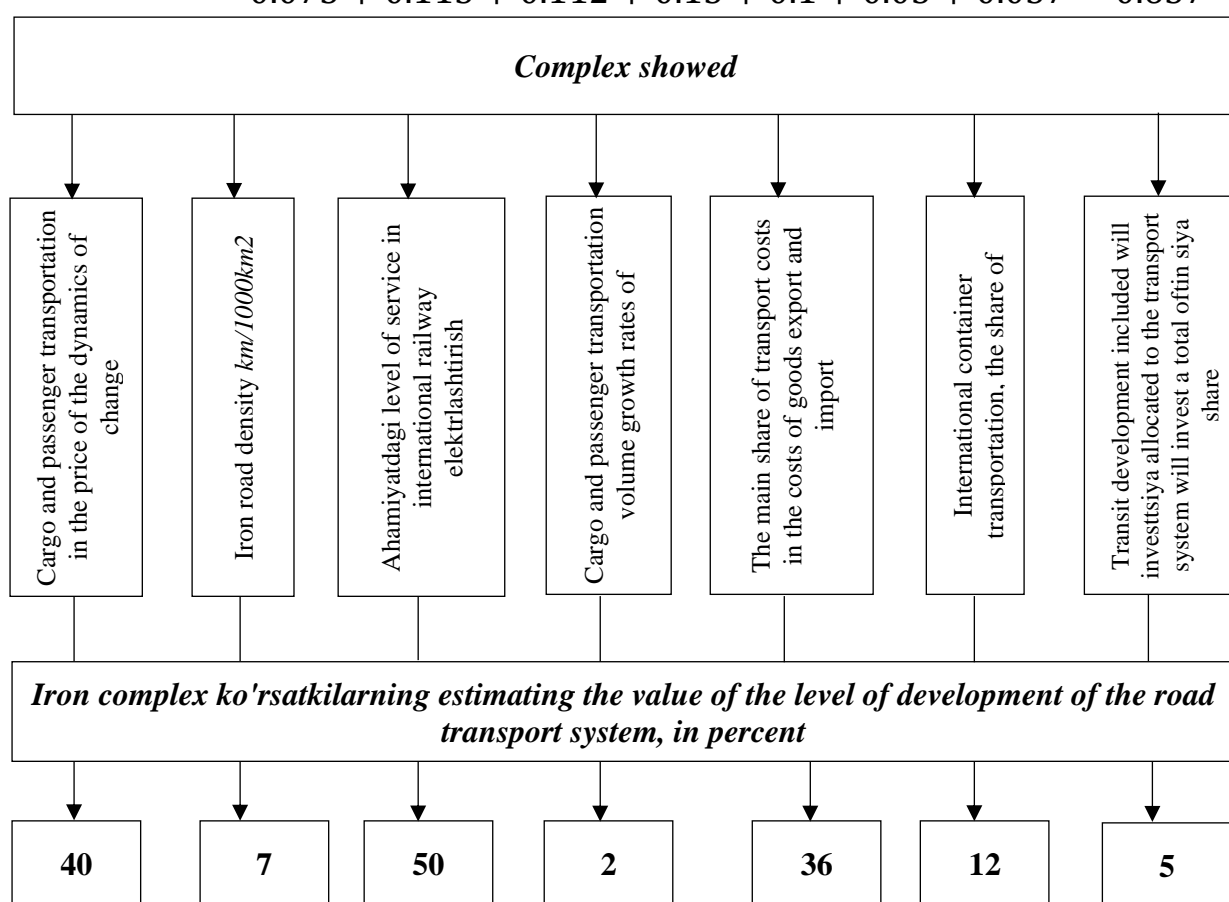 Complex showed
Cargo and passenger transportation
in the price of the dynamics of
change
Iron road density km/1000km2
Ahamiyatdagi level of service in
international railway
elektrlashtirish
Cargo and passenger transportation
volume growth rates of
The main share of transport costs
in the costs of goods export and
import
International container
transportation, the share of
Transit development included will
investtsiya allocated to the transport
system will invest a total oftin siya
share
Iron complex ko'rsatkilarning estimating the value of the level of development of the road
transport system, in percent
40
7
50
2
36
12
5